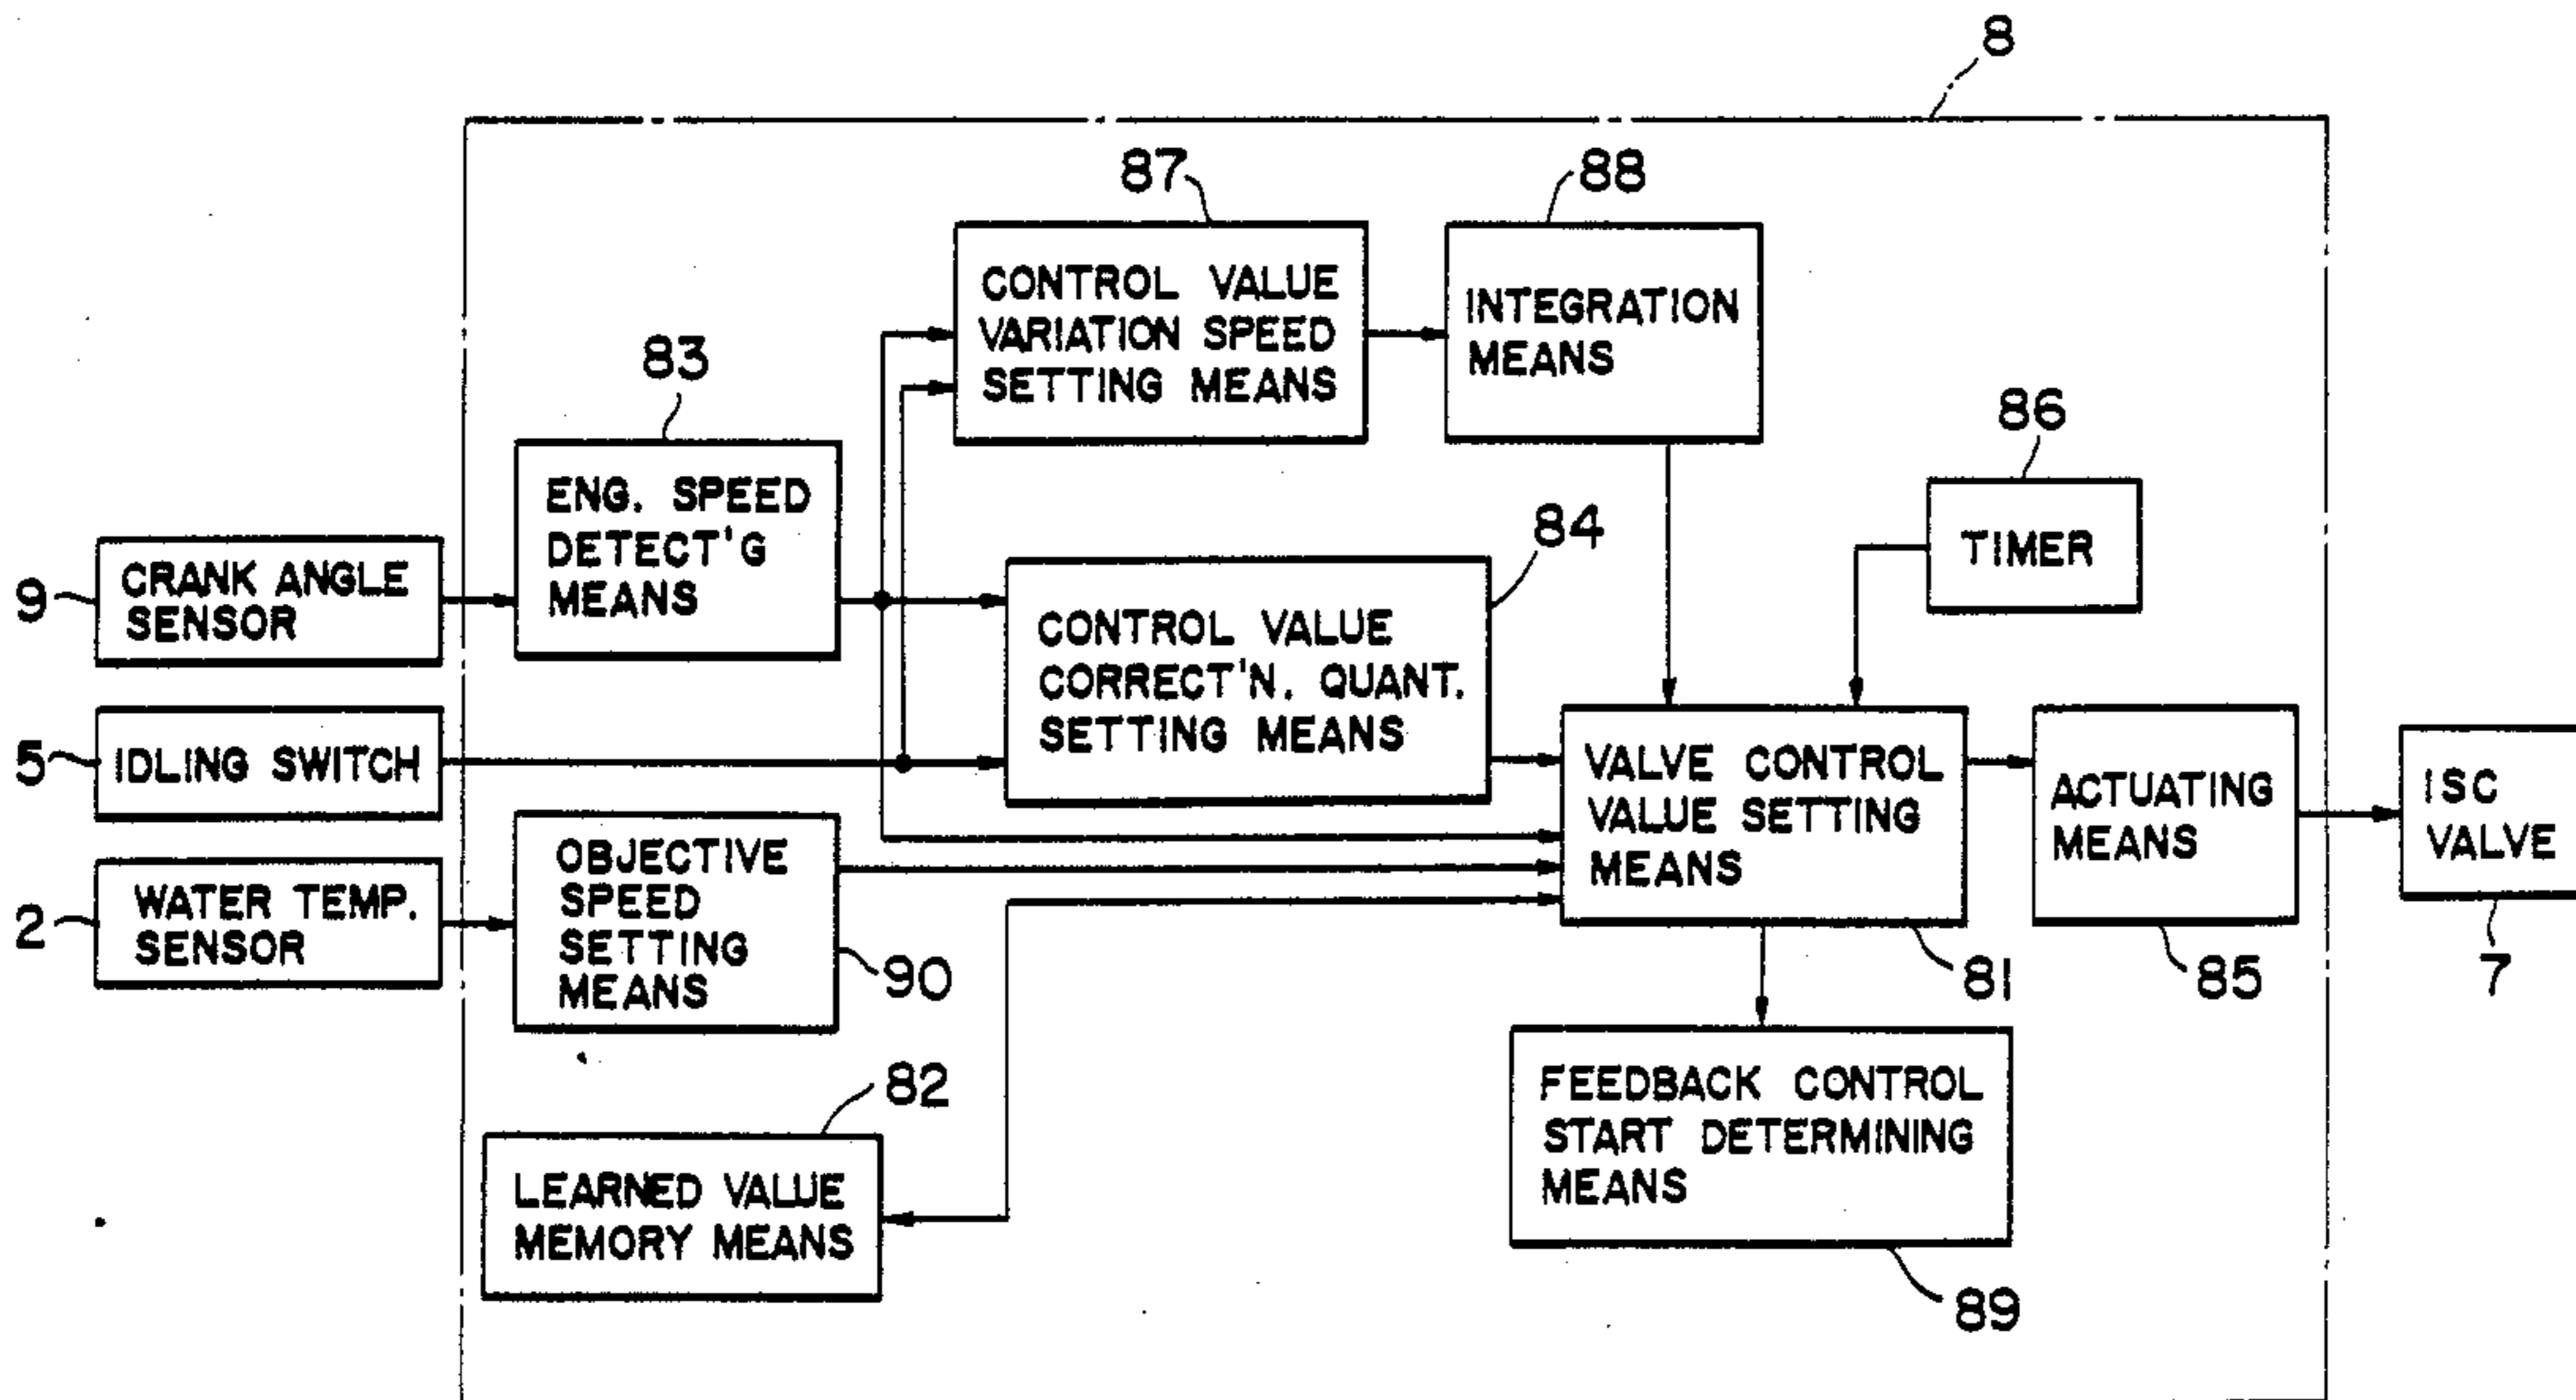 8
87
88
CONTROL VALUE
VARIATION SPEED
SETTING MEANS
INTEGRATION
MEANS
83
86
ENG. SPEED
DETECT'G
MEANS
84
TIMER
9
CRANK ANGLE
SENSOR
CONTROL VALUE
CORRECT'N. QUANT.
SETTING MEANS
5
IDLING SWITCH
VALVE CONTROL
VALUE SETTING
MEANS
ACTUATING
MEANS
ISC
VALVE
2
WATER TEMP.
SENSOR
OBJECTIVE
SPEED
SETTING
MEANS
90
81
85
7
82
LEARNED VALUE
MEMORY MEANS
FEEDBACK CONTROL
START DETERMINING
MEANS
89